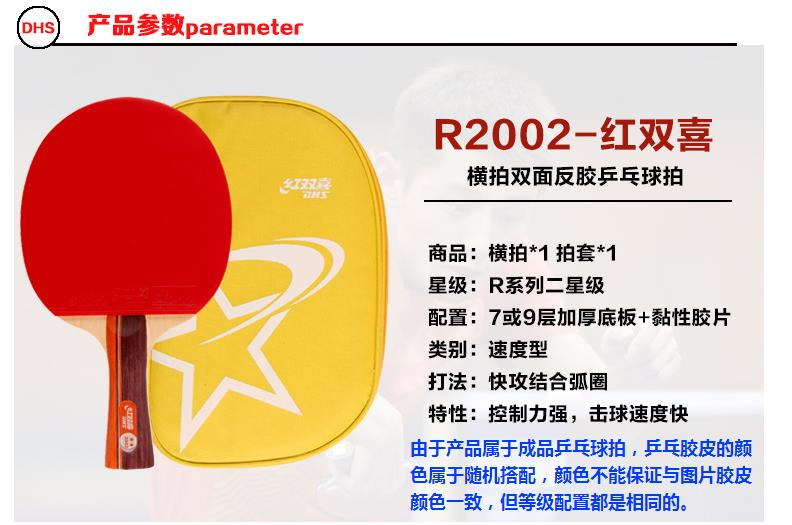 DHS
产品参数parameter
R2002-红双喜
横拍双面反胶乒乓球拍
红双喜
DHS
商品：横拍*1 拍套*1
星级：R系列二星级
配置：7或9层加厚底板+黏性胶片
类别：速度型
打法：快攻结合弧圈
特性：控制力强，击球速度快
由于产品属于成品乒乓球拍，乒乓胶皮的颜
色属于随机搭配，颜色不能保证与图片胶皮
颜色一致，但等级配置都是相同的。
红双喜
DHS